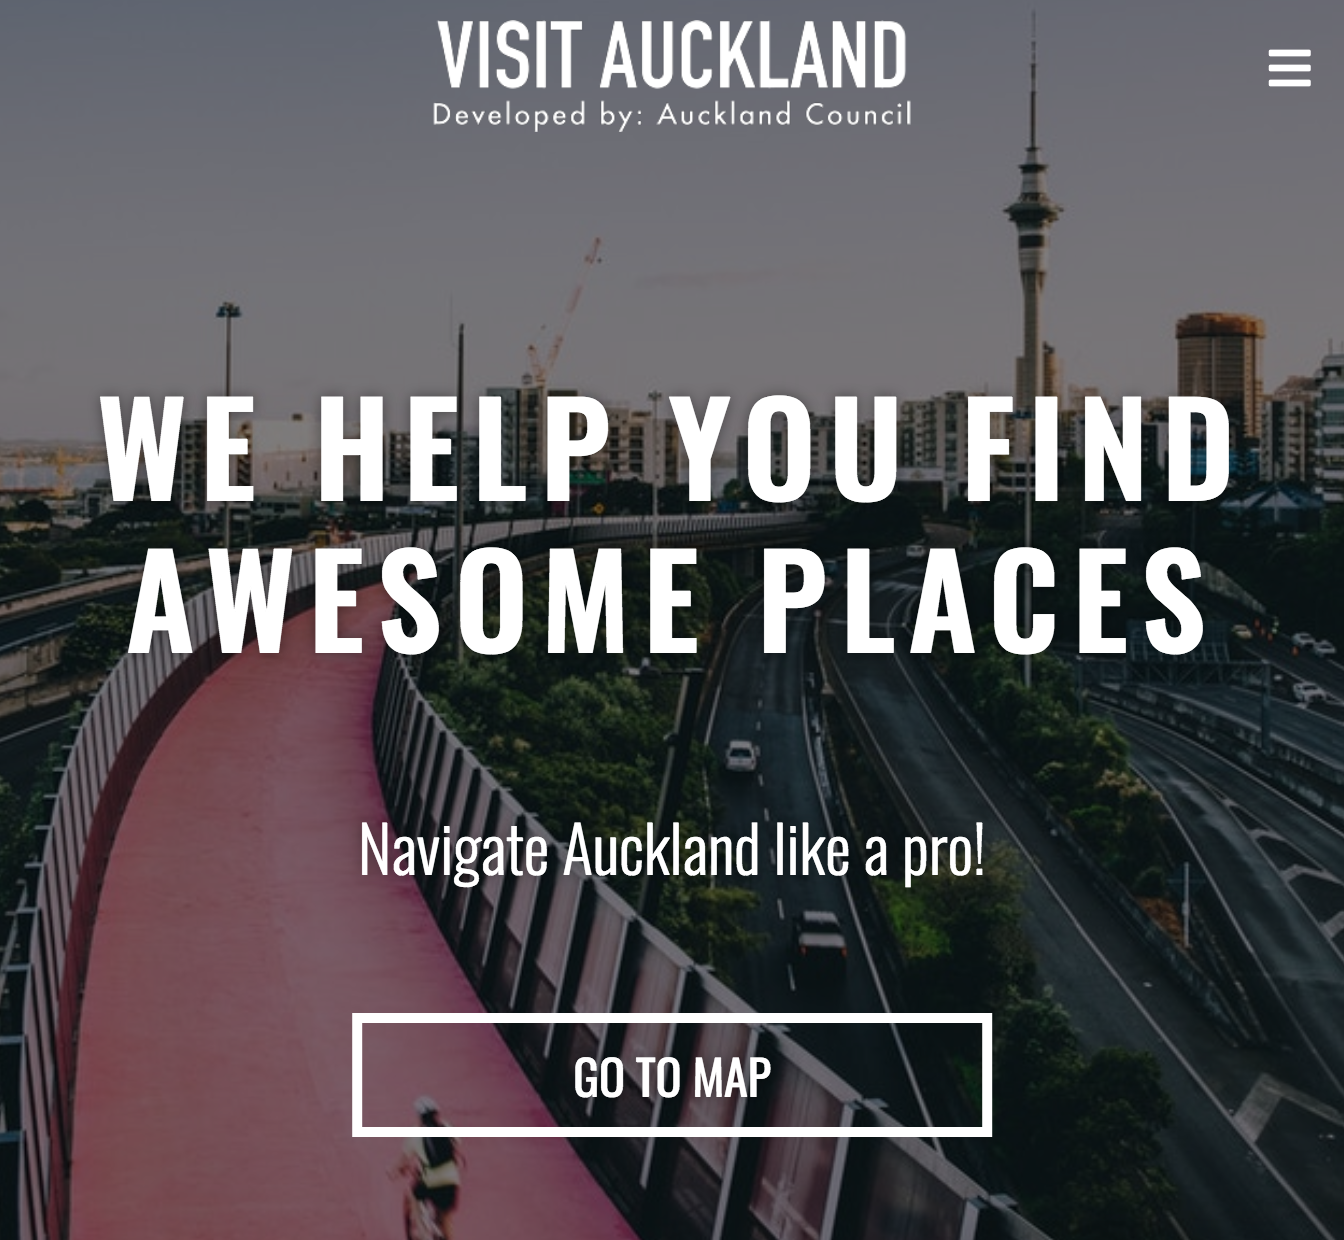 VISIT AUCKLAND
Developed by: Auckland Council
WE HELP YOU FIND
AWESOME PLACES
Navigate Auckland like a pro!
GO TO MAP